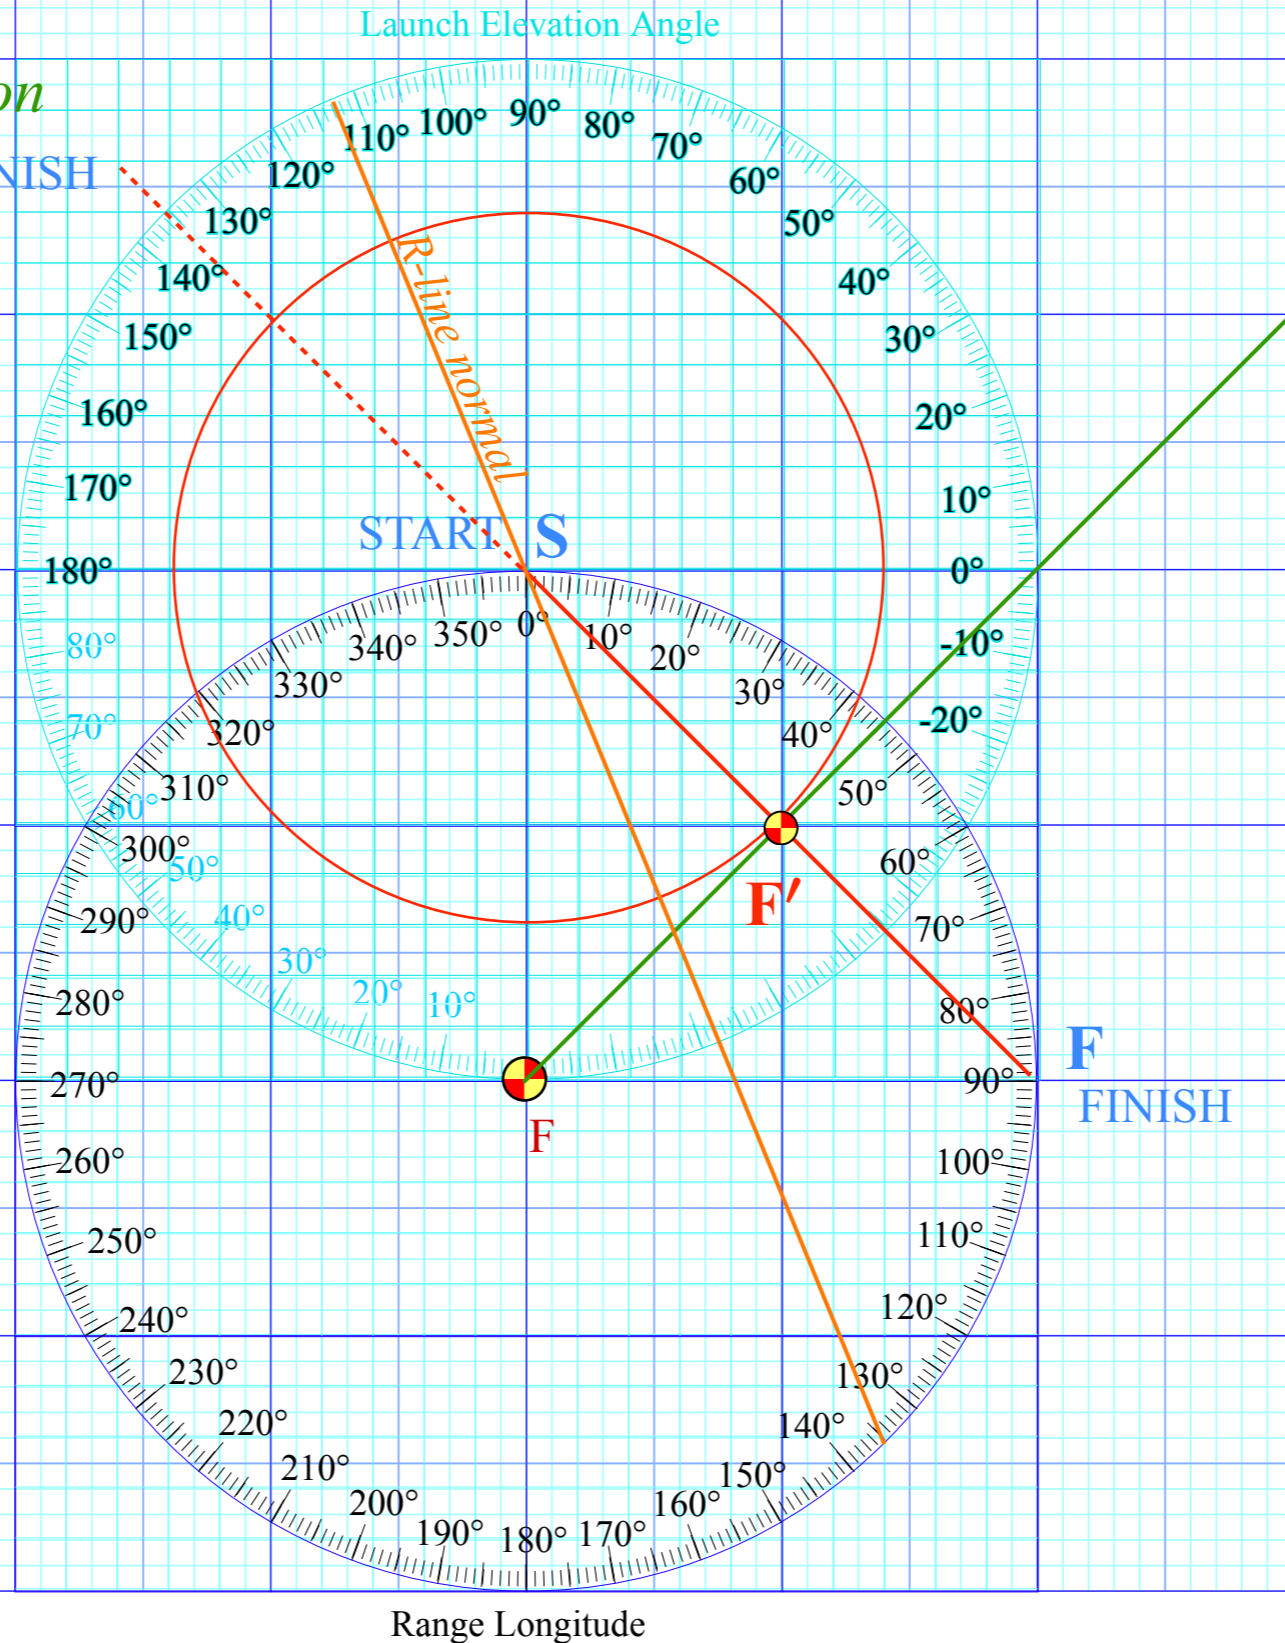 Launch Elevation Angle
on
NISH
110° 100° 90° 80° 70°
120° 60°
130° 50°
140° 40°
150° 30°
160° 20°
170° 10°
R-line normal
START S
180° 0°
80° 340° 350° 0° 10° 20° -10°
330° 30°
70° 320° 40° -20°
60° 310° 50°
300° 60°
50°
290° 40° F′ 70°
30°
280° 20° 10° 80°
F
270° 90° FINISH
F
260° 100°
250° 110°
240° 120°
230° 130°
220° 140°
210° 150°
200° 160°
190° 180° 170°
Range Longitude